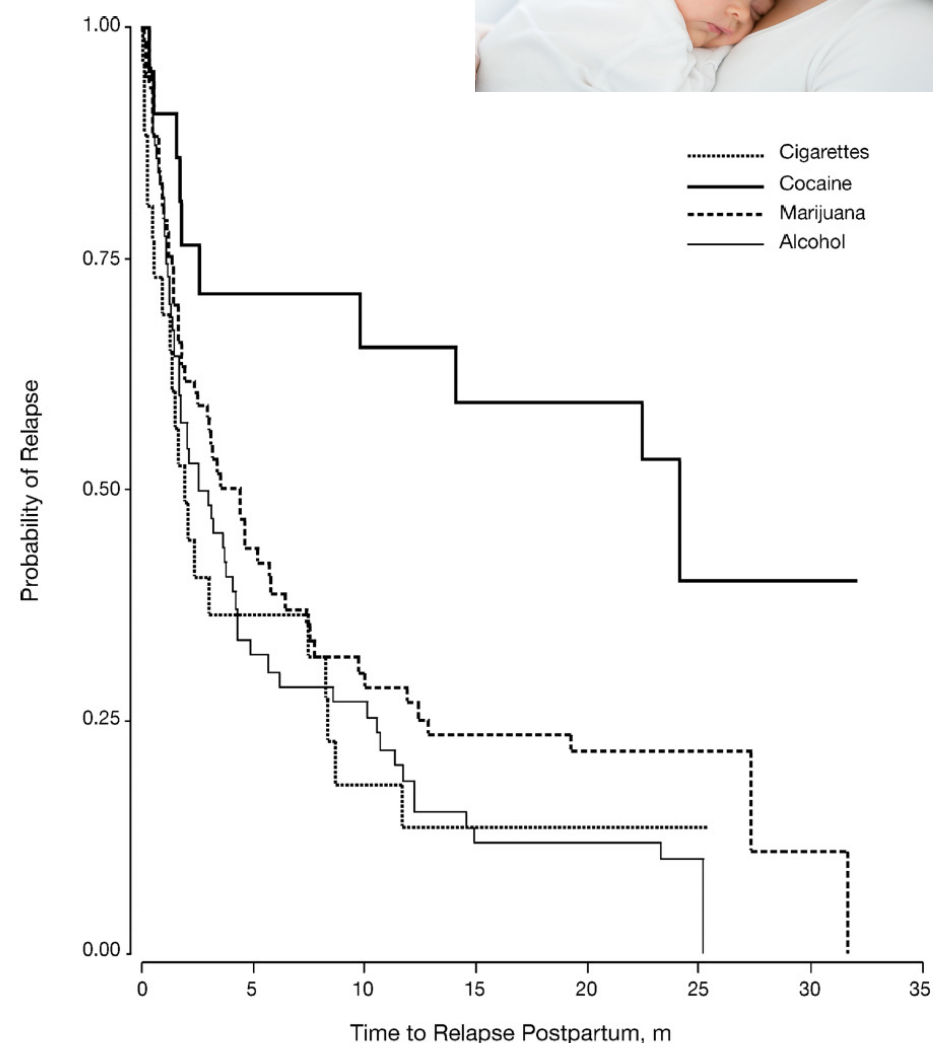 1.00
0.75
0.50
0.25
0.00
Probability of Relapse
Cigarettes
Cocaine
Marijuana
Alcohol
0 5 10 15 20 25 30 35
Time to Relapse Postpartum, m